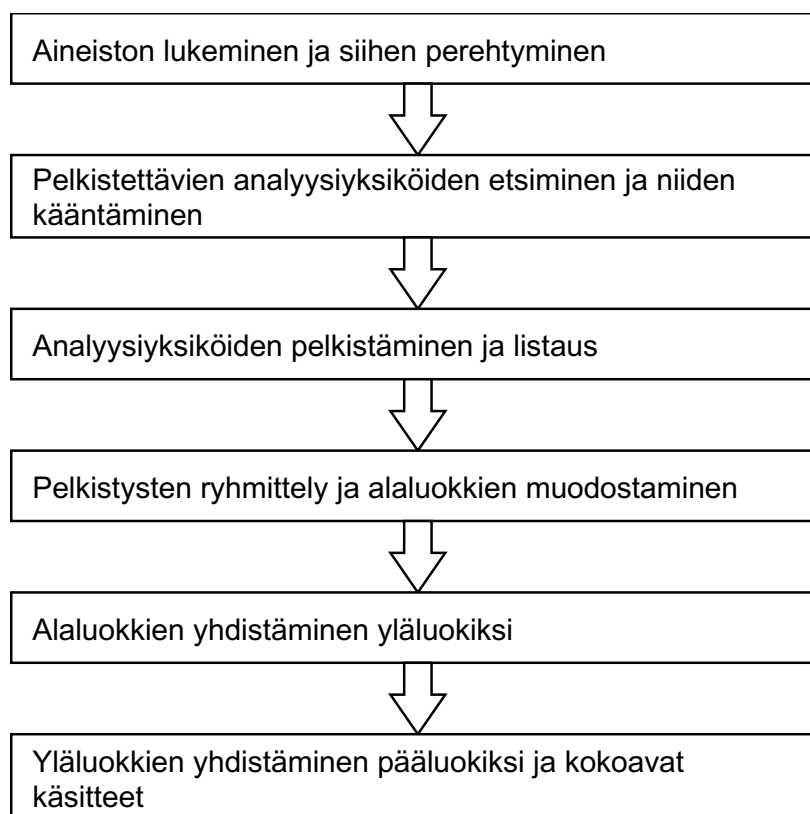 Aineiston lukeminen ja siihen perehtyminen
Pelkistettävien analyysiyksiköiden etsiminen ja niiden
kääntäminen
Analyysiyksiköiden pelkistäminen ja listaus
Pelkistysten ryhmittely ja alaluokkien muodostaminen
Alaluokkien yhdistäminen yläluokiksi
Yläluokkien yhdistäminen pääluokiksi ja kokoavat
käsitteet